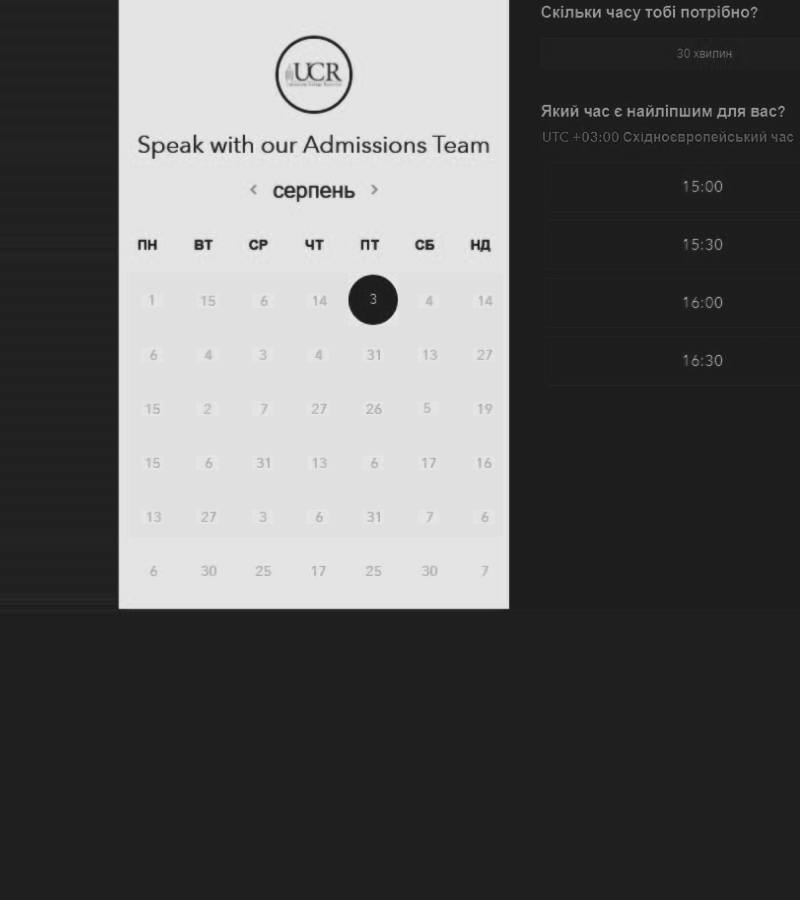 UCR
Speak with our Admissions Team
< серпень >
ПН ВТ СР ЧТ ПТ СБ НД
1 15 6 14 3 4 14
6 4 3 4 31 13 27
15 2 7 27 26 5 19
15 6 31 13 6 17 16
13 27 3 6 31 7 6
6 30 25 17 25 30 7
Скільки часу тобі потрібно?
30 хвилин
Який час є найліпшим для вас?
UTC +03:00 Східноєвропейський час
15:00
15:30
16:00
16:30